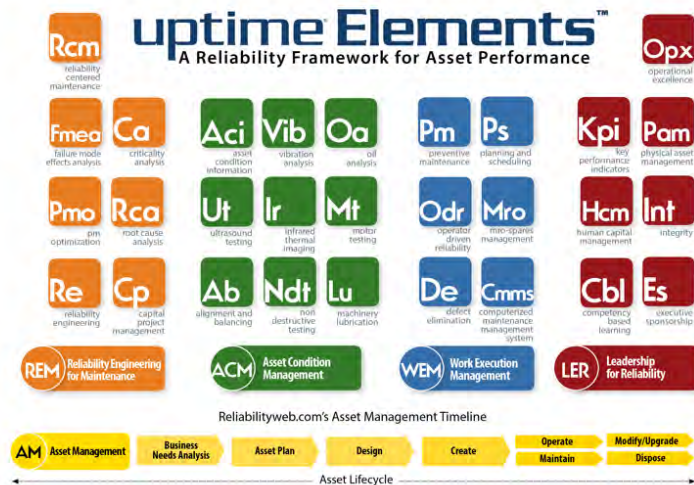 uptime Elements™
A Reliability Framework for Asset Performance
Rcm
reliability
centered
maintenance
Opx
operational
excellence
Fmea
failure mode
effects analysis
Ca
criticality
analysis
Aci
asset
condition
information
Vib
vibration
analysis
Oa
oil
analysis
Pm
preventive
maintenance
Ps
planning and
scheduling
Kpi
key
performance
indicators
Pam
physical asset
management
Pmo
pm
optimization
Rca
root cause
analysis
Ut
ultrasound
testing
Ir
infrared
thermal
imaging
Mt
motor
testing
Odr
operator
driven
reliability
Mro
mro-spares
management
Hcm
human capital
management
Int
integrity
Re
reliability
engineering
Cp
capital
project
management
Ab
alignment and
balancing
Ndt
non
destructive
testing
Lu
machinery
lubrication
De
defect
elimination
Cmms
computerized
maintenance
management
system
Cbl
competency
based
learning
Es
executive
sponsorship
REM
Reliability Engineering
for Maintenance
ACM
Asset Condition
Management
WEM
Work Execution
Management
LER
Leadership
for Reliability
Reliabilityweb.com's Asset Management Timeline
AM
Asset Management
Business
Needs Analysis
Asset Plan
Design
Create
Operate
Maintain
Modify/Upgrade
Dispose
Asset Lifecycle